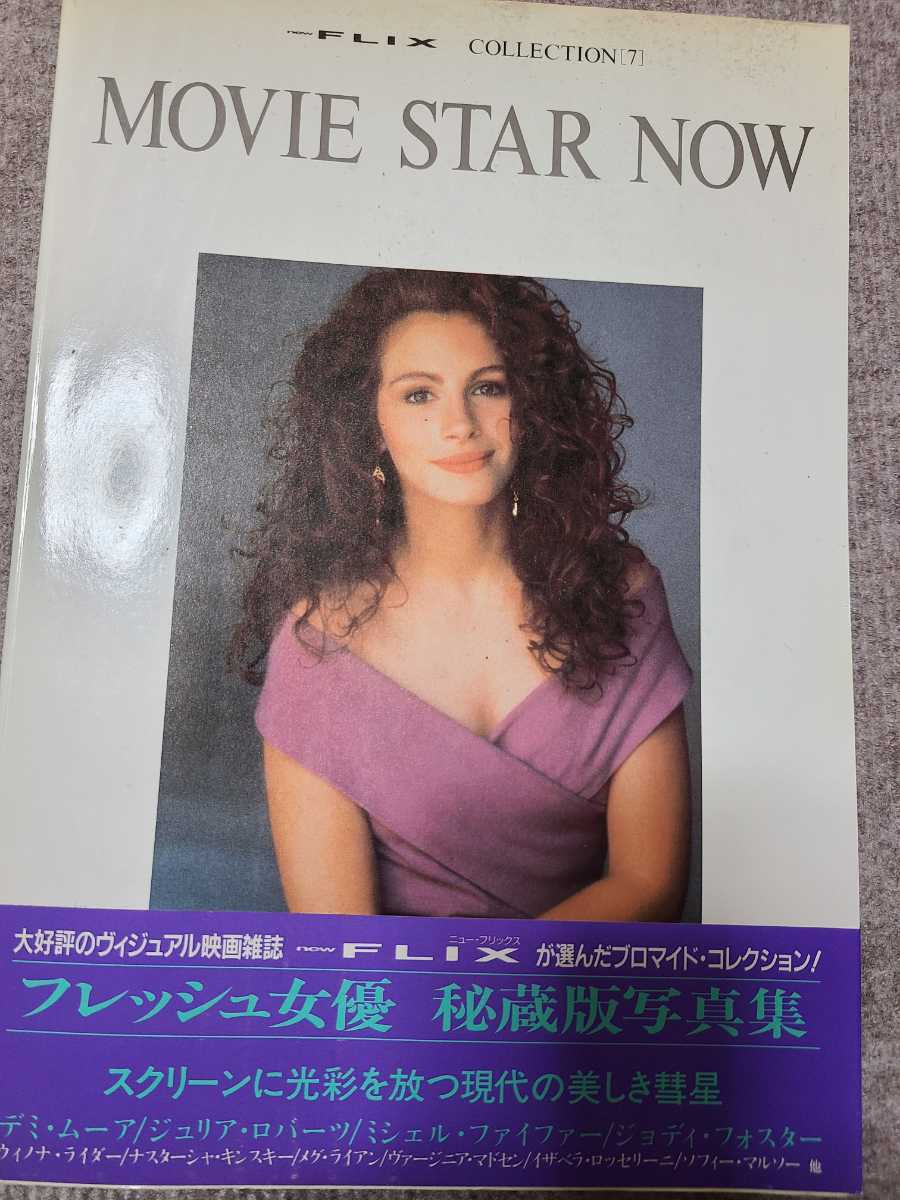 new FLIX COLLECTION[7]
MOVIE STAR NOW
大好評のヴィジュアル映画雑誌 new FLIX ニュー・フリックス が選んだブロマイド・コレクション!
フレッシュ女優 秘蔵版写真集
スクリーンに光彩を放つ現代の美しき彗星
デミ・ムーア/ジュリア・ロバーツ/ミシェル・ファイファー/ジョディ・フォスター
ウィノナ・ライダー/ナスターシャ・キンスキー/メグ・ライアン/ヴァージニア・マドセン/イザベラ・ロッセリーニ/ソフィー・マルソー 他